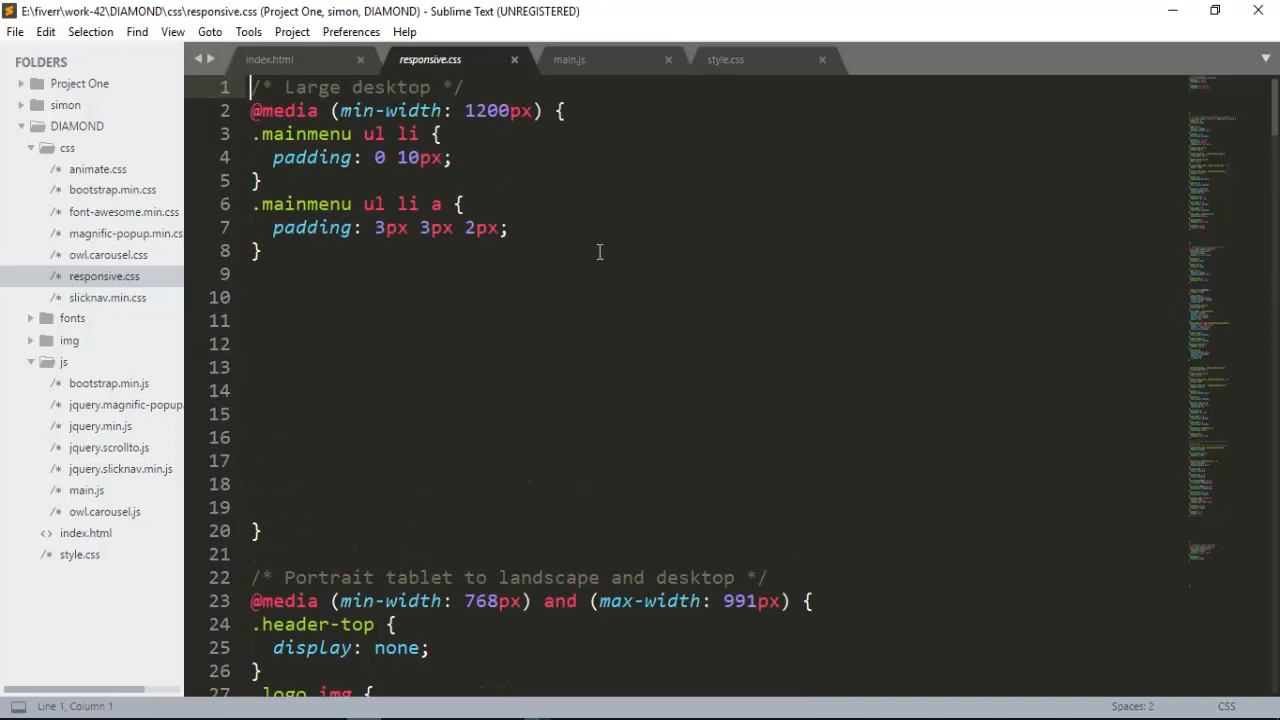 E:\fiverr\work-42\DIAMOND\css\responsive.css (Project One, simon, DIAMOND) - Sublime Text (UNREGISTERED)
File Edit Selection Find View Goto Tools Project Preferences Help
FOLDERS
Project One
simon
DIAMOND
css
/* animate.css
/* bootstrap.min.css
/* font-awesome.min.css
/* magnific-popup.min.cs
/* owl.carousel.css
/* responsive.css
/* slicknav.min.css
fonts
img
js
/* bootstrap.min.js
/* jquery.magnific-popup.
/* jquery.min.js
/* jquery.scrollto.js
/* jquery.slicknav.min.js
/* main.js
/* owl.carousel.js
<> index.html
/* style.css
index.html responsive.css main.js style.css
1 /* Large desktop */
2 @media (min-width: 1200px) {
3 .mainmenu ul li {
4 padding: 0 10px;
5 }
6 .mainmenu ul li a {
7 padding: 3px 3px 2px;
8 }
9
10
11
12
13
14
15
16
17
18
19
20 }
21
22 /* Portrait tablet to landscape and desktop */
23 @media (min-width: 768px) and (max-width: 991px) {
24 .header-top {
25 display: none;
26 }
27 .logo img {
Line 1, Column 1 Spaces: 2 CSS